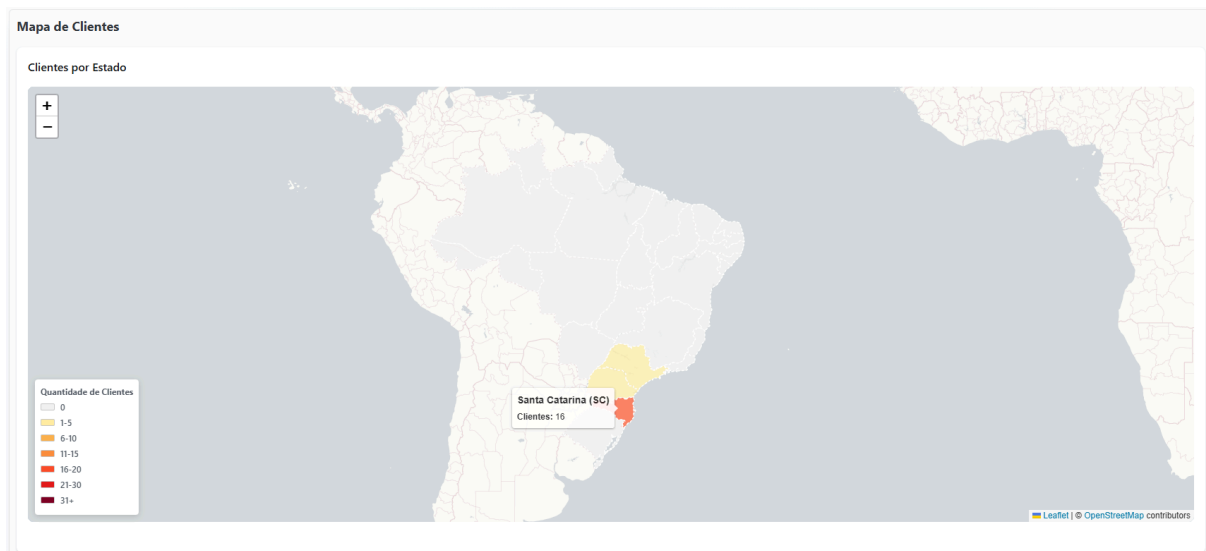 Mapa de Clientes
Clientes por Estado
+
−
Santa Catarina (SC)
Clientes: 16
Quantidade de Clientes
0
1-5
6-10
11-15
16-20
21-30
31+
Leaflet | © OpenStreetMap contributors